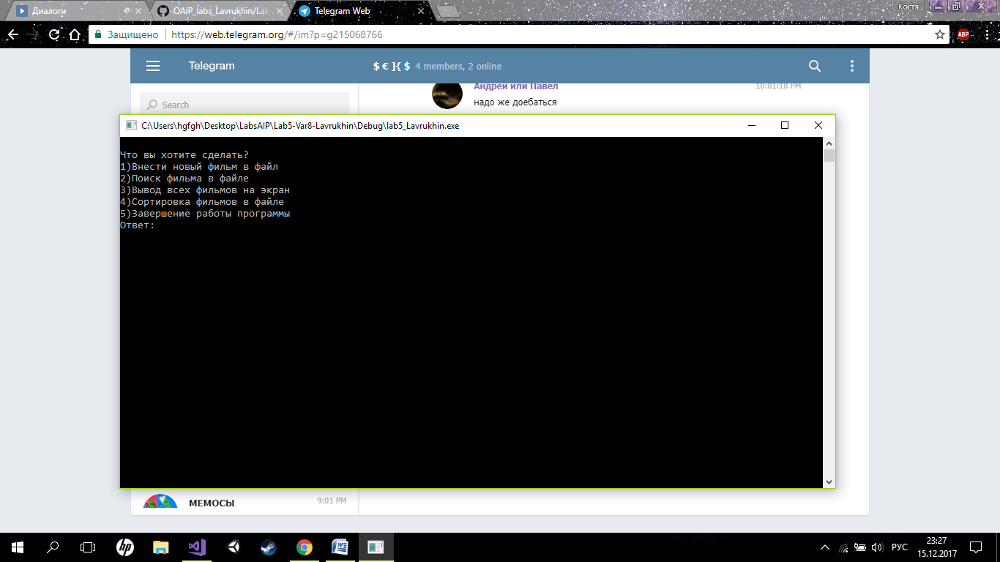 Диалоги
OAiP_labs_Lavrukhin/Lab
Telegram Web
Костя
Защищено
https://web.telegram.org/#/im?p=g215068766
ABP
Telegram
$ € ]{ $ 4 members, 2 online
Search
Андрей или Павел
10:01:10 PM
надо же доебаться
C:\Users\hgfgh\Desktop\LabsAIP\Lab5-Var8-Lavrukhin\Debug\lab5_Lavrukhin.exe
Что вы хотите сделать?
1)Внести новый фильм в файл
2)Поиск фильма в файле
3)Вывод всех фильмов на экран
4)Сортировка фильмов в файле
5)Завершение работы программы
Ответ:
МЕМОСЫ
9:01 PM
hp
РУС
23:27
15.12.2017